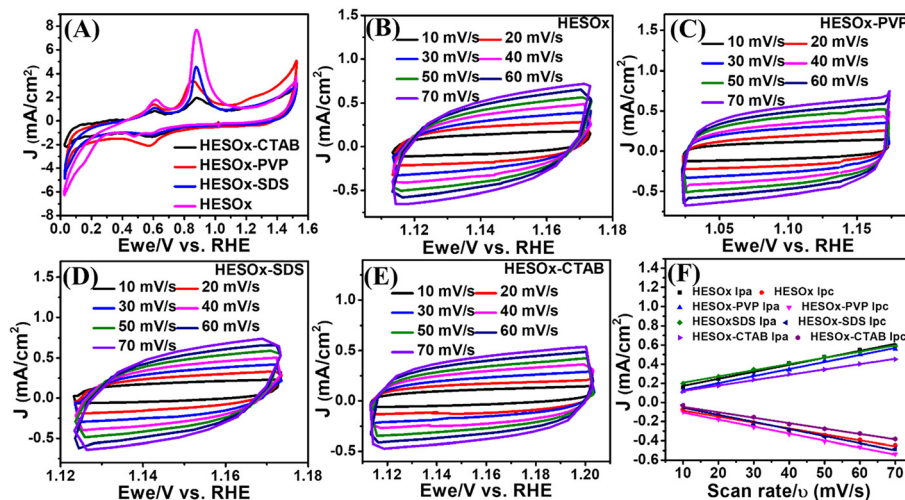 (A)
J (mA/cm²)
8
6
4
2
0
-2
4
6
-8
HESOx-CTAB
HESOx-PVP
HESOx-SDS
HESOx
0.0 0.2 0.4 0.6 0.8 1.0 1.2 1.4 1.6
Ewe/V vs. RHE
(B)
HESOx
J (mA/cm²)
1.5
1.0
0.5
0.0
-0.5
10 mV/s 20 mV/s
30 mV/s 40 mV/s
50 mV/s 60 mV/s
70 mV/s
1.12 1.14 1.16 1.18
Ewe/V vs. RHE
(C)
HESOx-PVP
J (mA/cm²)
1.5
1.0
0.5
0.0
-0.5
10 mV/s 20 mV/s
30 mV/s 40 mV/s
50 mV/s 60 mV/s
70 mV/s
1.05 1.10 1.15
Ewe/V vs. RHE
(D)
HESOx-SDS
J (mA/cm²)
1.0
0.5
0.0
-0.5
10 mV/s 20 mV/s
30 mV/s 40 mV/s
50 mV/s 60 mV/s
70 mV/s
1.12 1.14 1.16 1.18
Ewe/V vs. RHE
(E)
HESOx-CTAB
J (mA/cm²)
1.0
0.5
0.0
-0.5
10 mV/s 20 mV/s
30 mV/s 40 mV/s
50 mV/s 60 mV/s
70 mV/s
1.12 1.14 1.16 1.18 1.20
Ewe/V vs. RHE
(F)
J (mA/cm²)
1.4
1.2
1.0
0.8
0.6
0.4
0.2
0.0
-0.2
-0.4
-0.6
HESOx Ipa HESOx Ipc
HESOx-PVP Ipa HESOx-PVP Ipc
HESOxSDS Ipa HESOx-SDS Ipc
HESOx-CTAB Ipa HESOx-CTAB Ipc
10 20 30 40 50 60 70
Scan rate/υ (mV/s)